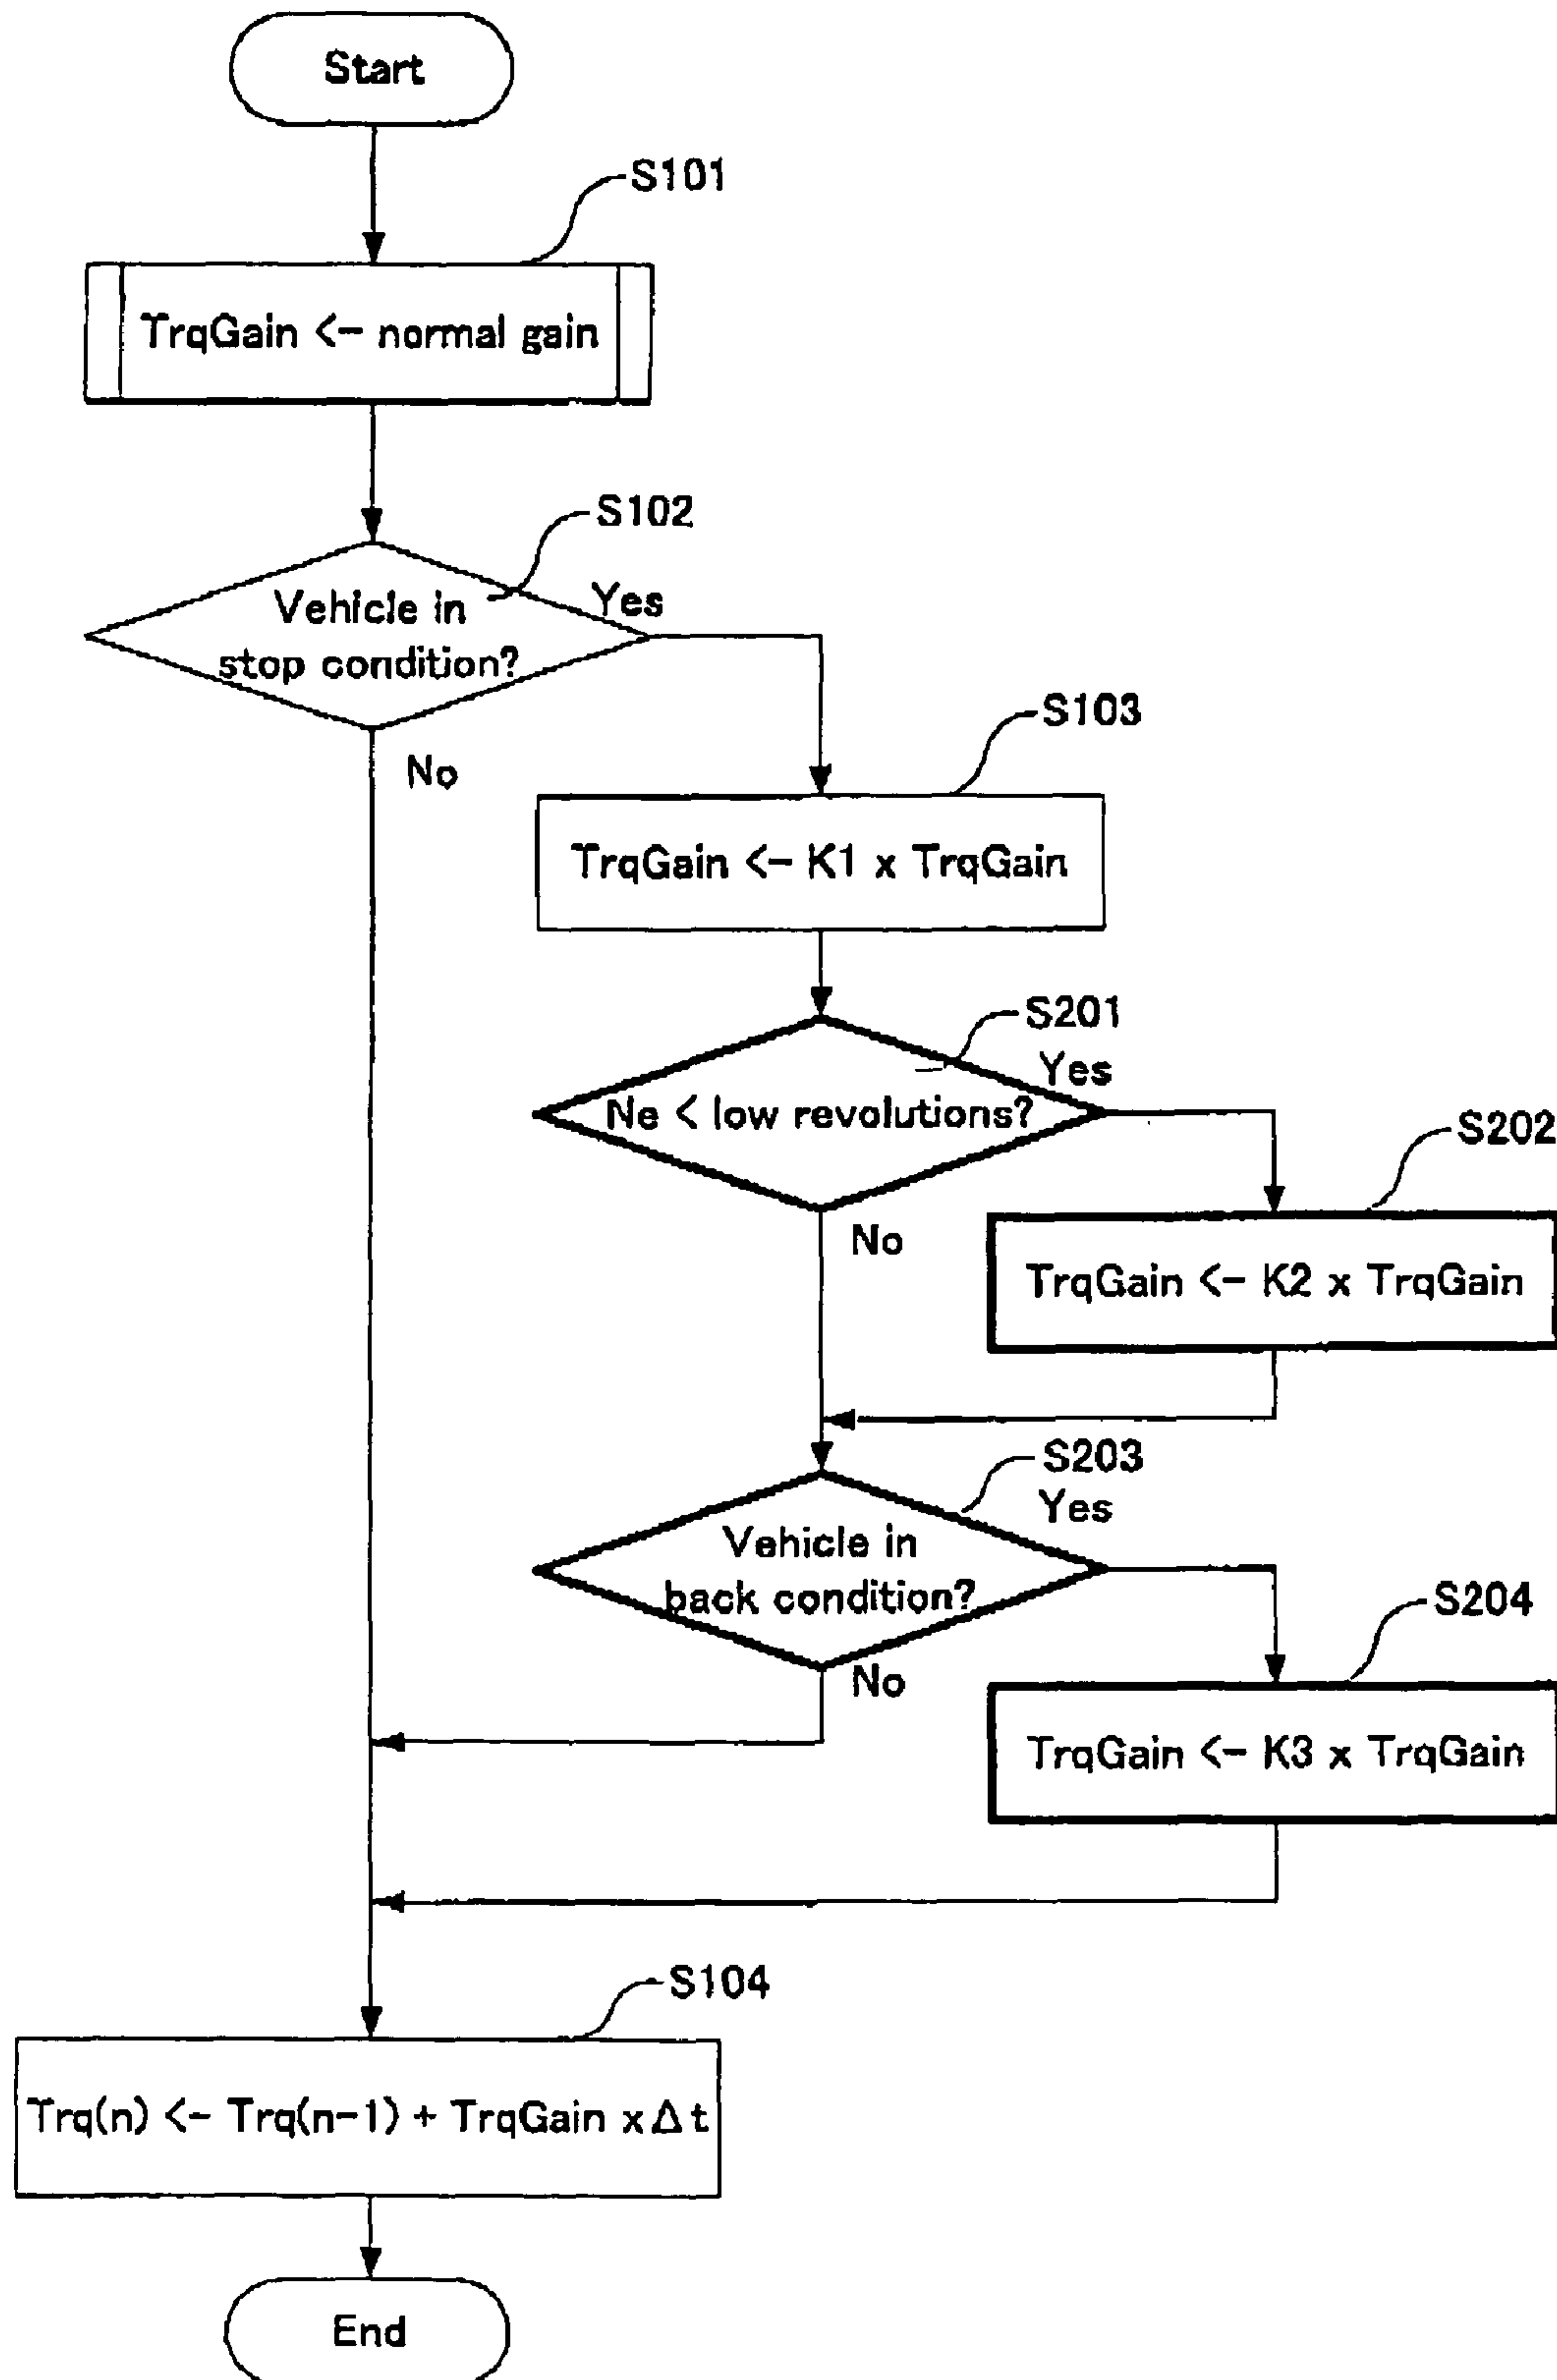 Start
S101
TrqGain <- normal gain
S102
Vehicle in
stop condition?
Yes
No
S103
TrqGain <- K1 x TrqGain
S201
Ne < low revolutions?
Yes
No
S202
TrqGain <- K2 x TrqGain
S203
Vehicle in
back condition?
Yes
No
S204
TrqGain <- K3 x TrqGain
S104
Trq(n) <- Trq(n-1) + TrqGain x Δt
End